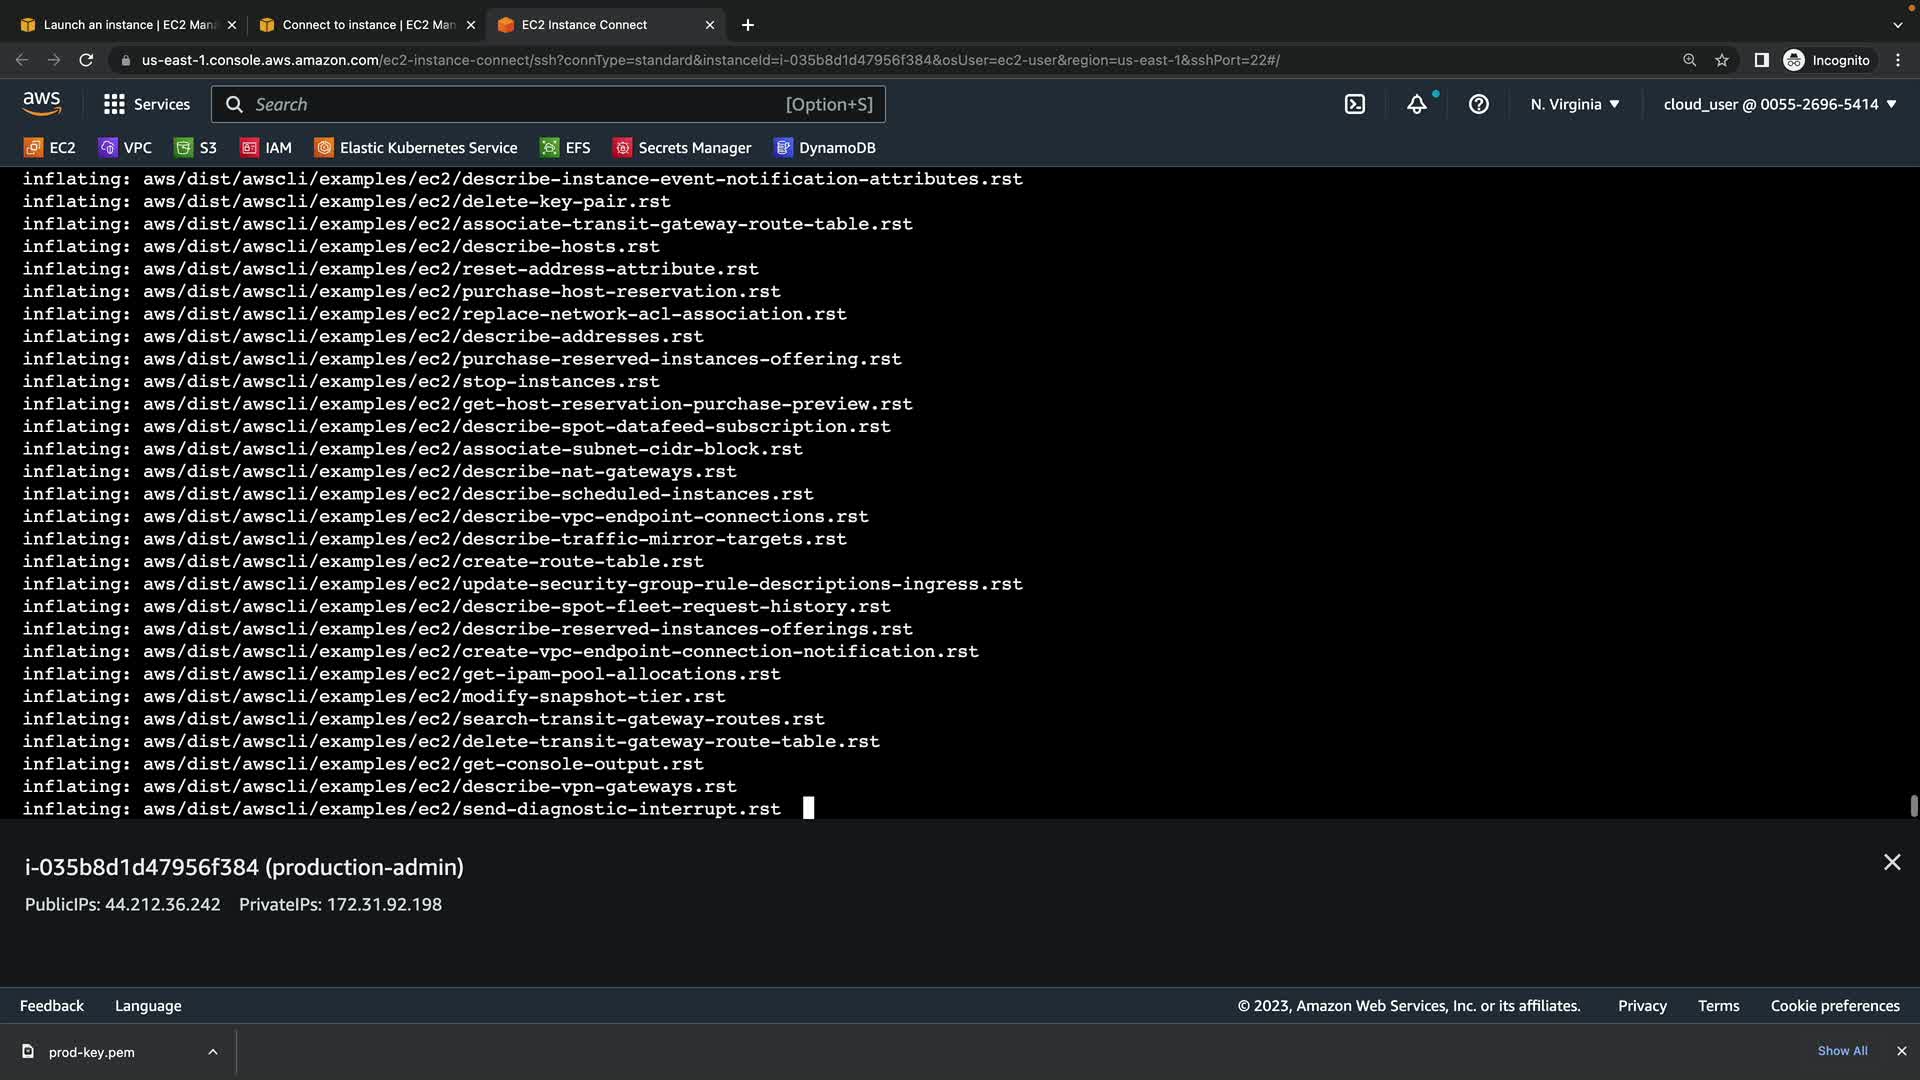 Launch an instance | EC2 Man
Connect to instance | EC2 Man
EC2 Instance Connect
us-east-1.console.aws.amazon.com/ec2-instance-connect/ssh?connType=standard&instanceId=i-035b8d1d47956f384&osUser=ec2-user&region=us-east-1&sshPort=22#/
Incognito
aws
Services
Search
[Option+S]
N. Virginia
cloud_user @ 0055-2696-5414
EC2
VPC
S3
IAM
Elastic Kubernetes Service
EFS
Secrets Manager
DynamoDB
inflating: aws/dist/awscli/examples/ec2/describe-instance-event-notification-attributes.rst
inflating: aws/dist/awscli/examples/ec2/delete-key-pair.rst
inflating: aws/dist/awscli/examples/ec2/associate-transit-gateway-route-table.rst
inflating: aws/dist/awscli/examples/ec2/describe-hosts.rst
inflating: aws/dist/awscli/examples/ec2/reset-address-attribute.rst
inflating: aws/dist/awscli/examples/ec2/purchase-host-reservation.rst
inflating: aws/dist/awscli/examples/ec2/replace-network-acl-association.rst
inflating: aws/dist/awscli/examples/ec2/describe-addresses.rst
inflating: aws/dist/awscli/examples/ec2/purchase-reserved-instances-offering.rst
inflating: aws/dist/awscli/examples/ec2/stop-instances.rst
inflating: aws/dist/awscli/examples/ec2/get-host-reservation-purchase-preview.rst
inflating: aws/dist/awscli/examples/ec2/describe-spot-datafeed-subscription.rst
inflating: aws/dist/awscli/examples/ec2/associate-subnet-cidr-block.rst
inflating: aws/dist/awscli/examples/ec2/describe-nat-gateways.rst
inflating: aws/dist/awscli/examples/ec2/describe-scheduled-instances.rst
inflating: aws/dist/awscli/examples/ec2/describe-vpc-endpoint-connections.rst
inflating: aws/dist/awscli/examples/ec2/describe-traffic-mirror-targets.rst
inflating: aws/dist/awscli/examples/ec2/create-route-table.rst
inflating: aws/dist/awscli/examples/ec2/update-security-group-rule-descriptions-ingress.rst
inflating: aws/dist/awscli/examples/ec2/describe-spot-fleet-request-history.rst
inflating: aws/dist/awscli/examples/ec2/describe-reserved-instances-offerings.rst
inflating: aws/dist/awscli/examples/ec2/create-vpc-endpoint-connection-notification.rst
inflating: aws/dist/awscli/examples/ec2/get-ipam-pool-allocations.rst
inflating: aws/dist/awscli/examples/ec2/modify-snapshot-tier.rst
inflating: aws/dist/awscli/examples/ec2/search-transit-gateway-routes.rst
inflating: aws/dist/awscli/examples/ec2/delete-transit-gateway-route-table.rst
inflating: aws/dist/awscli/examples/ec2/get-console-output.rst
inflating: aws/dist/awscli/examples/ec2/describe-vpn-gateways.rst
inflating: aws/dist/awscli/examples/ec2/send-diagnostic-interrupt.rst
i-035b8d1d47956f384 (production-admin)
PublicIPs: 44.212.36.242 PrivateIPs: 172.31.92.198
Feedback
Language
© 2023, Amazon Web Services, Inc. or its affiliates.
Privacy
Terms
Cookie preferences
prod-key.pem
Show All